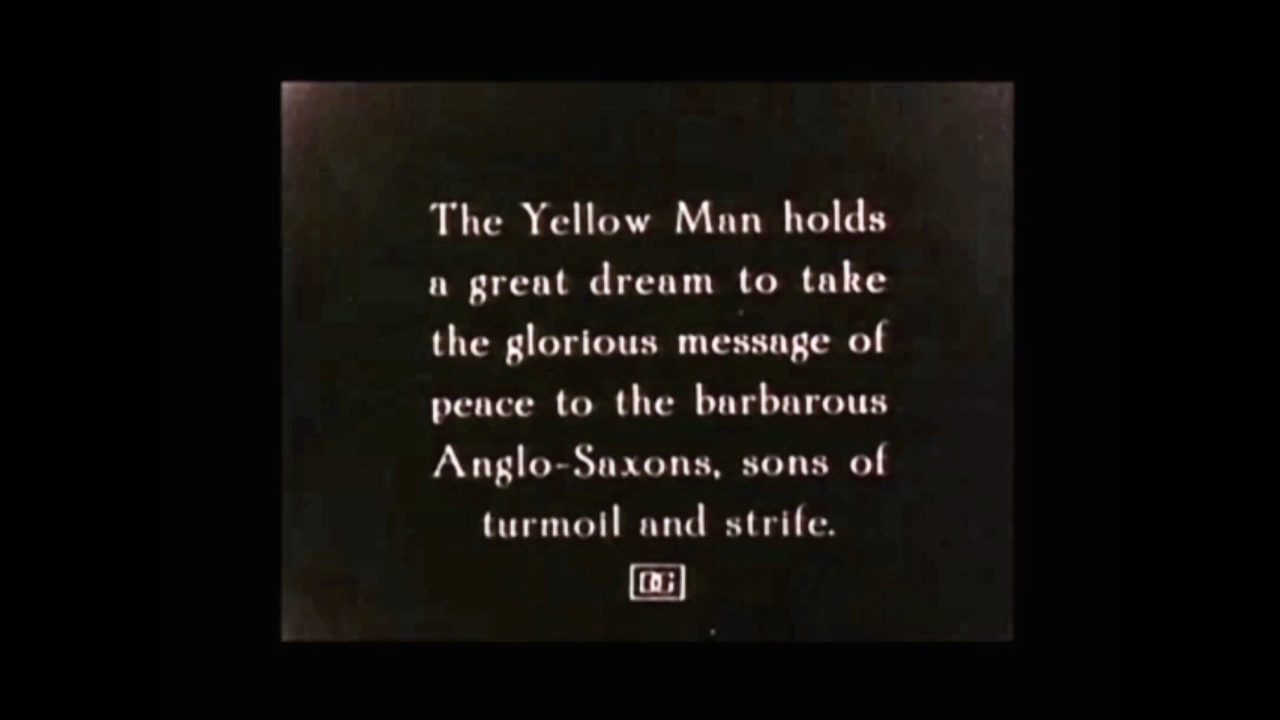 The Yellow Man holds
a great dream to take
the glorious message of
peace to the barbarous
Anglo-Saxons, sons of
turmoil and strife.
DG